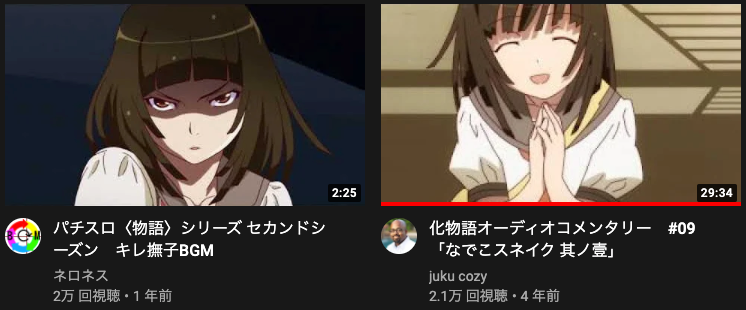 2:25
パチスロ〈物語〉シリーズ セカンドシ
ーズン　キレ撫子BGM
ネロネス
2万 回視聴・1 年前
29:34
化物語オーディオコメンタリー　#09
「なでこスネイク 其ノ壹」
juku cozy
2.1万 回視聴・4 年前